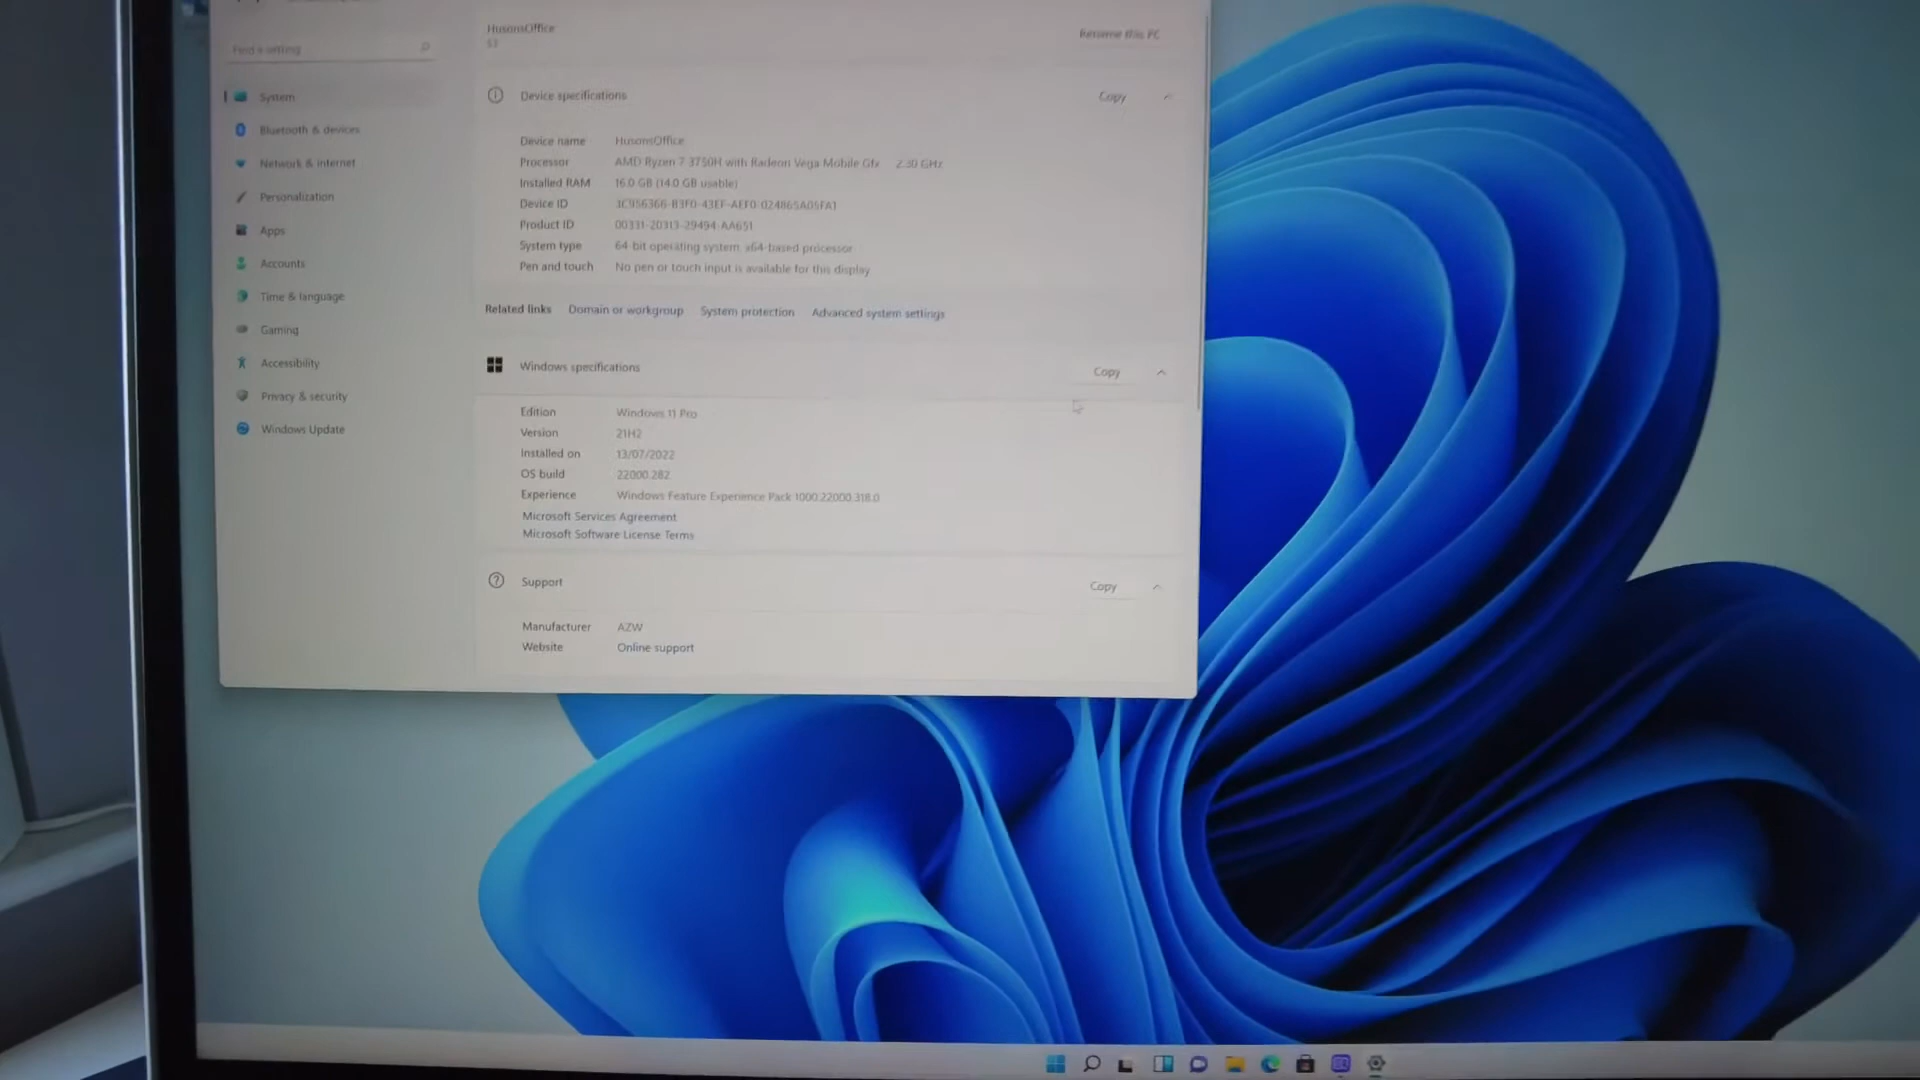 HusonsOffice
S3
Rename this PC
Find a setting
System
Bluetooth & devices
Network & internet
Personalization
Apps
Accounts
Time & language
Gaming
Accessibility
Privacy & security
Windows Update
Device specifications
Copy
Device name HusonsOffice
Processor AMD Ryzen 7 3750H with Radeon Vega Mobile Gfx 2.30 GHz
Installed RAM 16.0 GB (14.0 GB usable)
Device ID
Product ID 00331-20313-29494-AA651
System type 64-bit operating system, x64-based processor
Pen and touch No pen or touch input is available for this display
Related links Domain or workgroup System protection Advanced system settings
Windows specifications
Copy
Edition Windows 11 Pro
Version 21H2
Installed on 13/07/2022
OS build 22000.282
Experience Windows Feature Experience Pack 1000.22000.318.0
Microsoft Services Agreement
Microsoft Software License Terms
Support
Copy
Manufacturer AZW
Website Online support